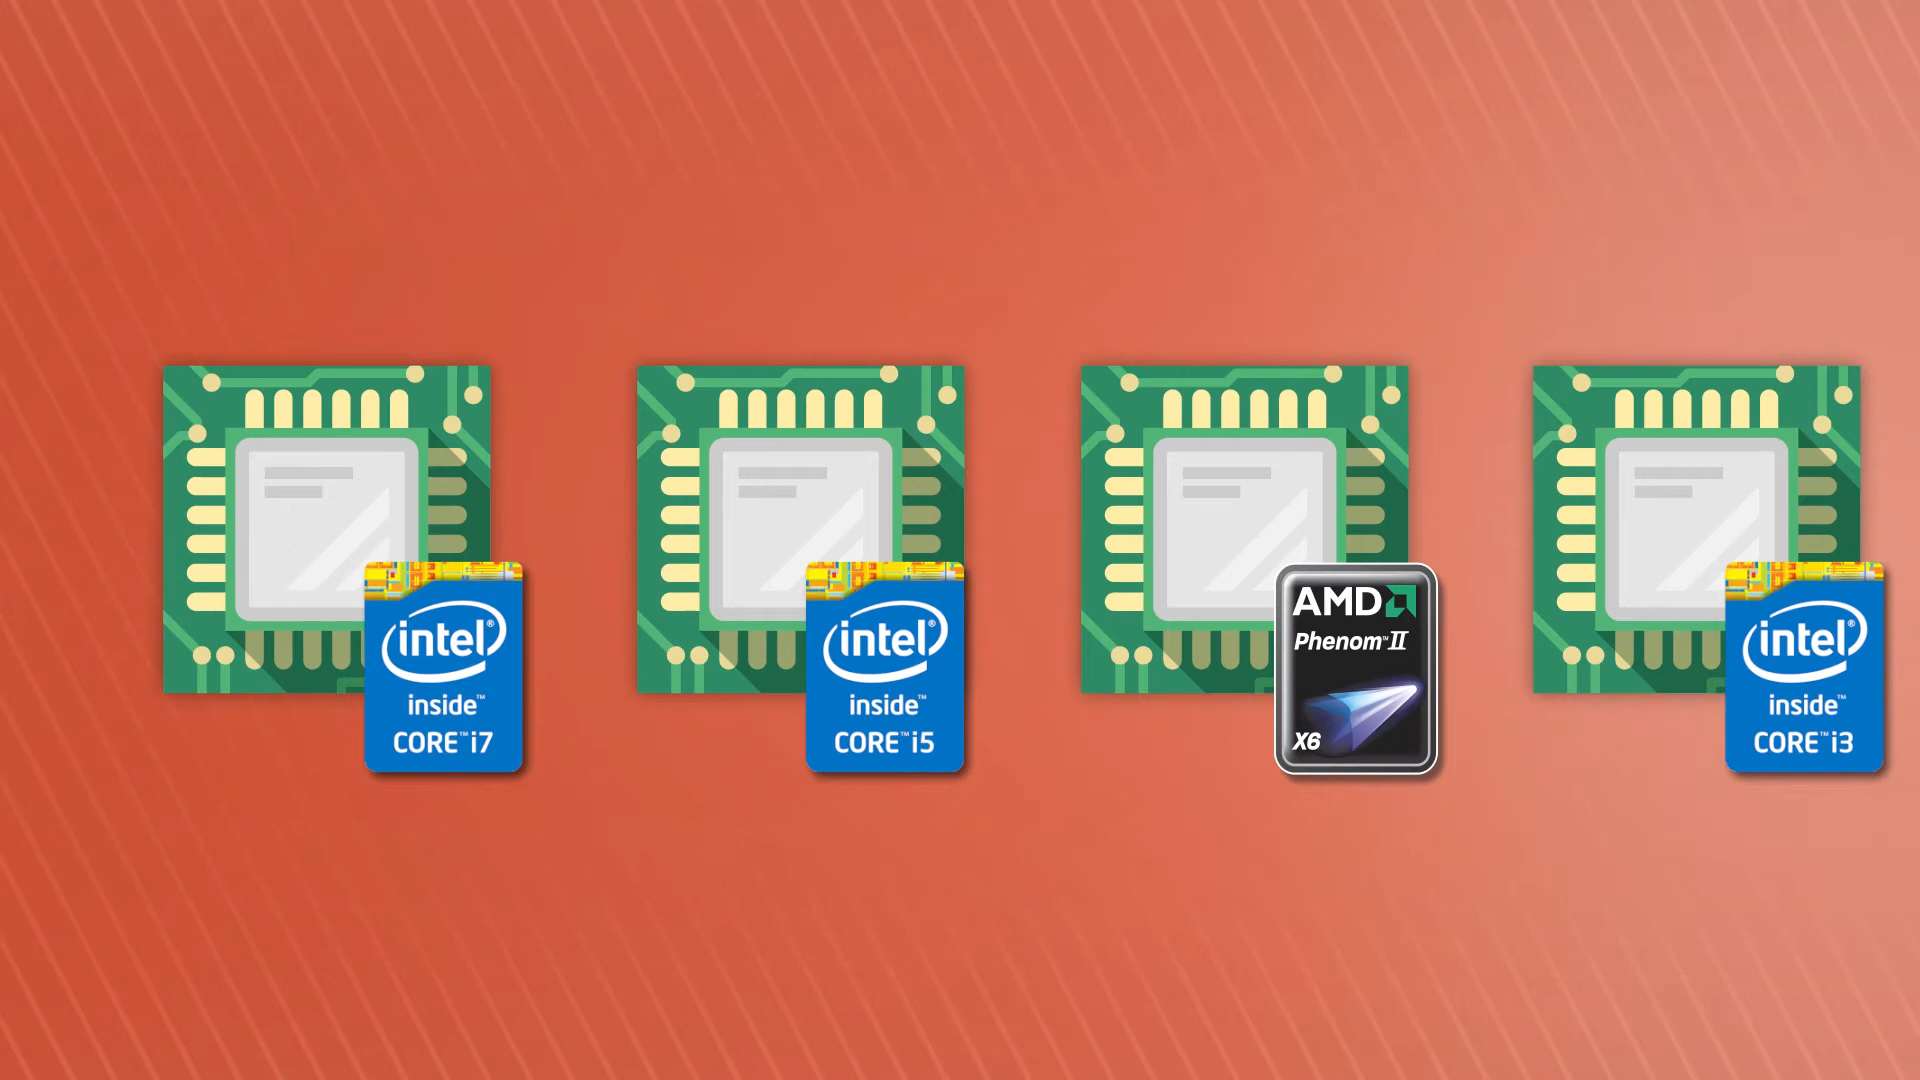 intel®
inside™
CORE™ i7
intel®
inside™
CORE™ i5
AMD
Phenom™ II
X6
intel®
inside™
CORE™ i3